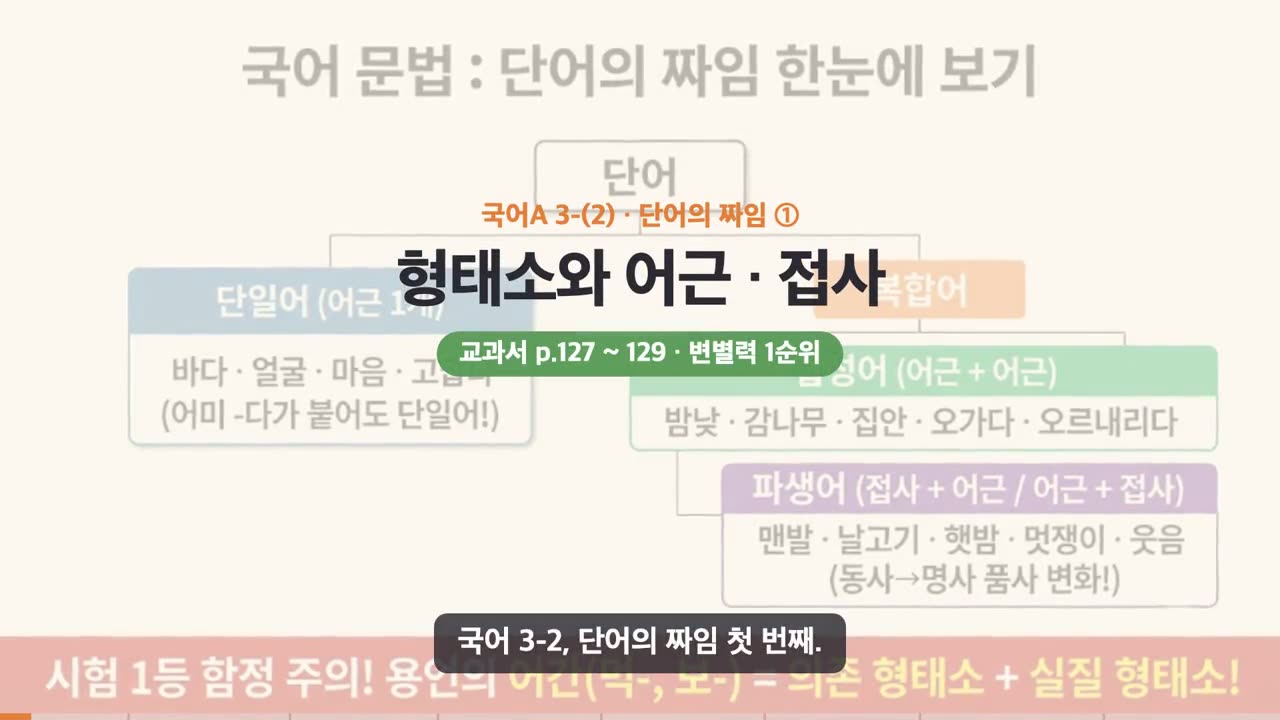 국어 문법 : 단어의 짜임 한눈에 보기
단어
국어A 3-(2) · 단어의 짜임 ①
형태소와 어근 · 접사
교과서 p.127 ~ 129 · 변별력 1순위
단일어 (어근 1개)
바다 · 얼굴 · 마음 ·
(어미 -다가 붙어도 단일어!)
복합어
(어근 + 어근)
밤낮 · 감나무 · 집안 · 오가다 · 오르내리다
파생어 (접사 + 어근 / 어근 + 접사)
맨발 · 날고기 · 햇밤 · 멋쟁이 · 웃음
(동사→명사 품사 변화!)
국어 3-2, 단어의 짜임 첫 번째.
시험 1등 함정 주의! 용언의 어간(먹-, 보-) = 의존 형태소 + 실질 형태소!